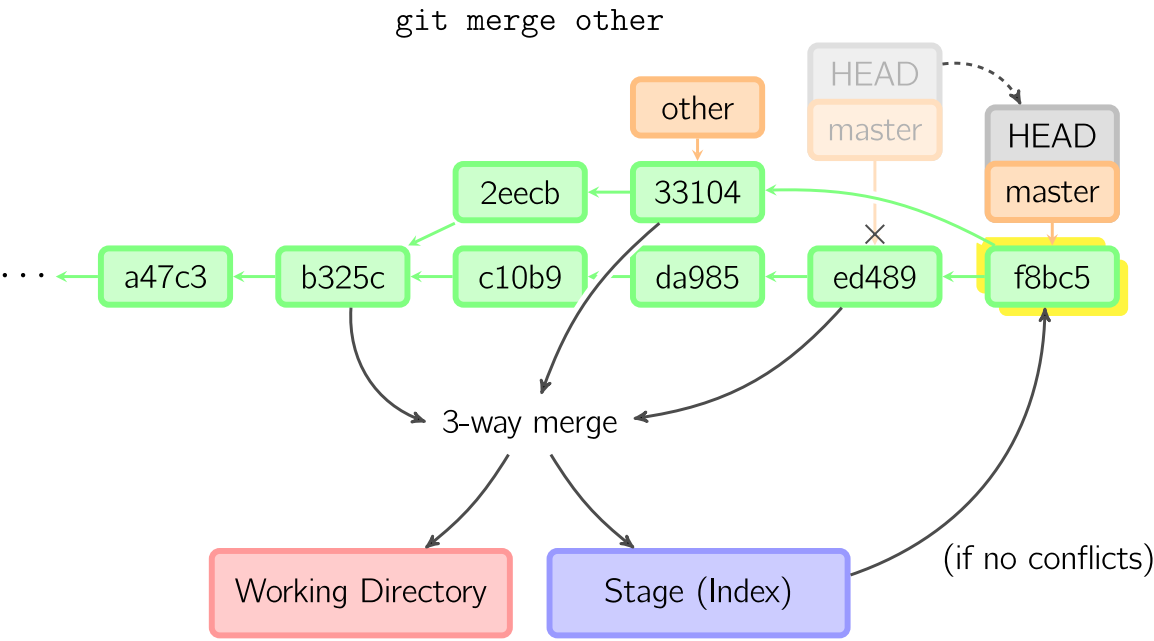 git merge other
HEAD
other
master
HEAD
2eecb
33104
master
...
a47c3
b325c
c10b9
da985
ed489
f8bc5
3-way merge
(if no conflicts)
Working Directory
Stage (Index)